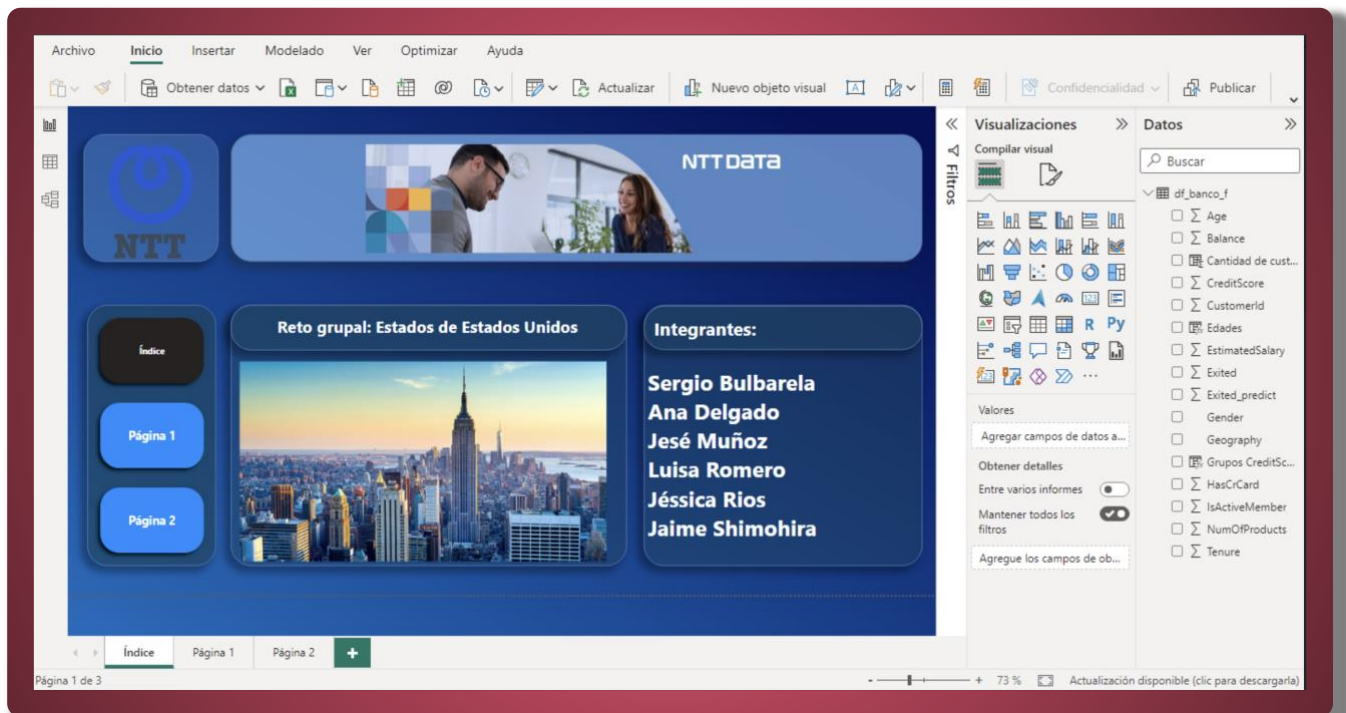 Archivo Inicio Insertar Modelado Ver Optimizar Ayuda
Obtener datos Actualizar Nuevo objeto visual A Confidencialidad Publicar
NTT
NTT DATA
Índice
Página 1
Página 2
Reto grupal: Estados de Estados Unidos
Integrantes:
Sergio Bulbarela
Ana Delgado
Jesé Muñoz
Luisa Romero
Jéssica Rios
Jaime Shimohira
Filtros
Visualizaciones
Compilar visual
R Py
Valores
Agregar campos de datos a...
Obtener detalles
Entre varios informes
Mantener todos los
filtros
Agregue los campos de ob...
Datos
Buscar
df_banco_f
Age
Balance
Cantidad de cust...
CreditScore
CustomerId
Edades
EstimatedSalary
Exited
Exited_predict
Gender
Geography
Grupos CreditSc...
HasCrCard
IsActiveMember
NumOfProducts
Tenure
Índice Página 1 Página 2 +
Página 1 de 3
- + 73 % Actualización disponible (clic para descargarla)